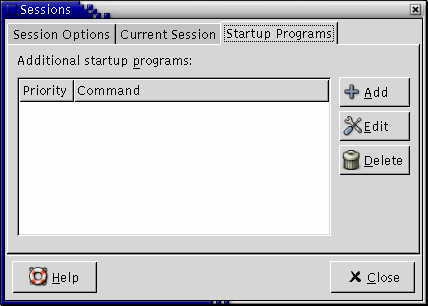 Sessions
Session Options Current Session Startup Programs
Additional startup programs:
Priority Command
Add
Edit
Delete
Help Close